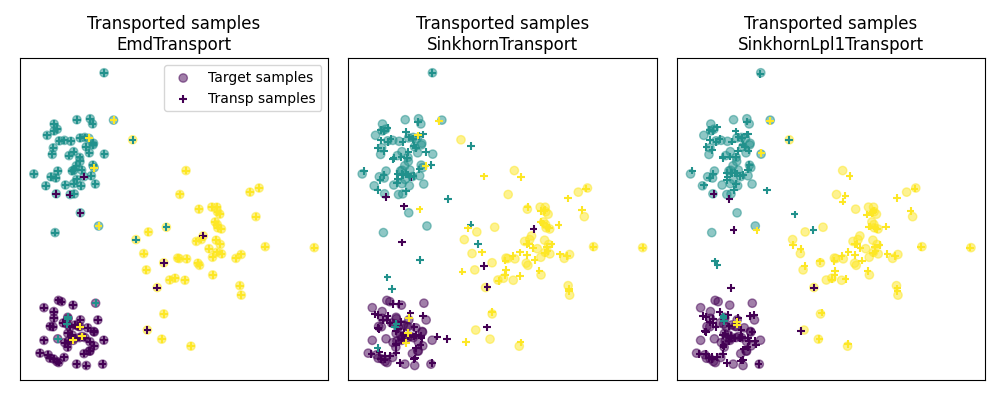 Transported samples
EmdTransport
Transported samples
SinkhornTransport
Transported samples
SinkhornLpl1Transport
Target samples
Transp samples